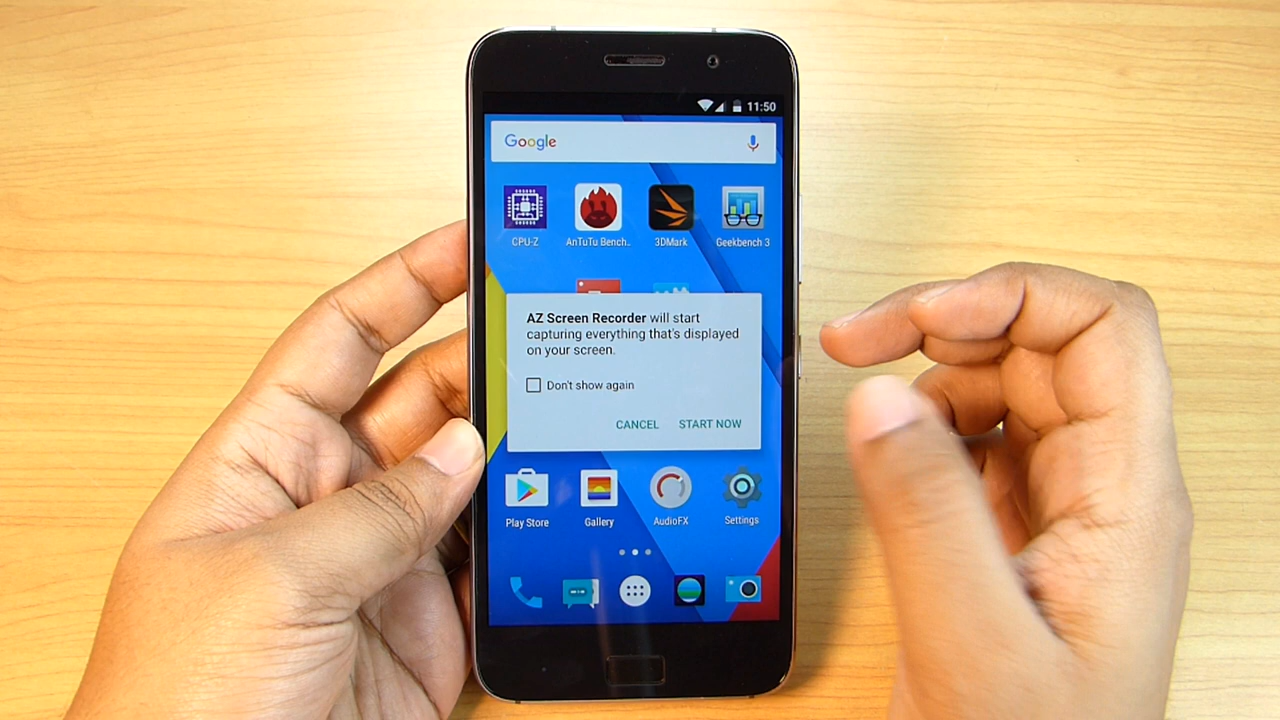 11:50
Google
CPU-Z
AnTuTu Bench..
3DMark
Geekbench 3
AZ Screen Recorder will start
capturing everything that's displayed
on your screen.
Don't show again
CANCEL START NOW
Play Store
Gallery
AudioFX
Settings